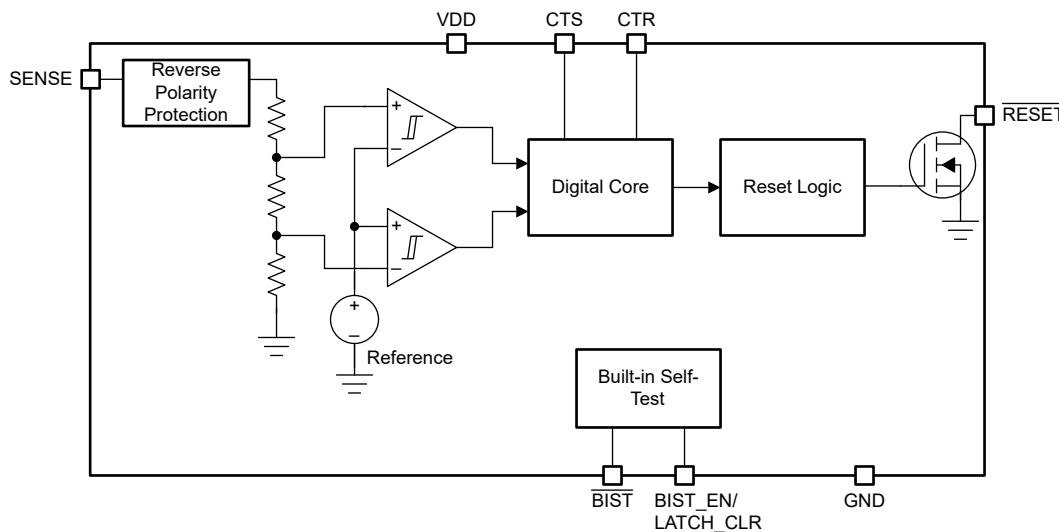 VDD
CTS
CTR
SENSE
Reverse
Polarity
Protection
RESET
+
–
Digital Core
Reset Logic
+
–
+
–
Reference
Built-in Self-
Test
BIST
BIST_EN/
LATCH_CLR
GND